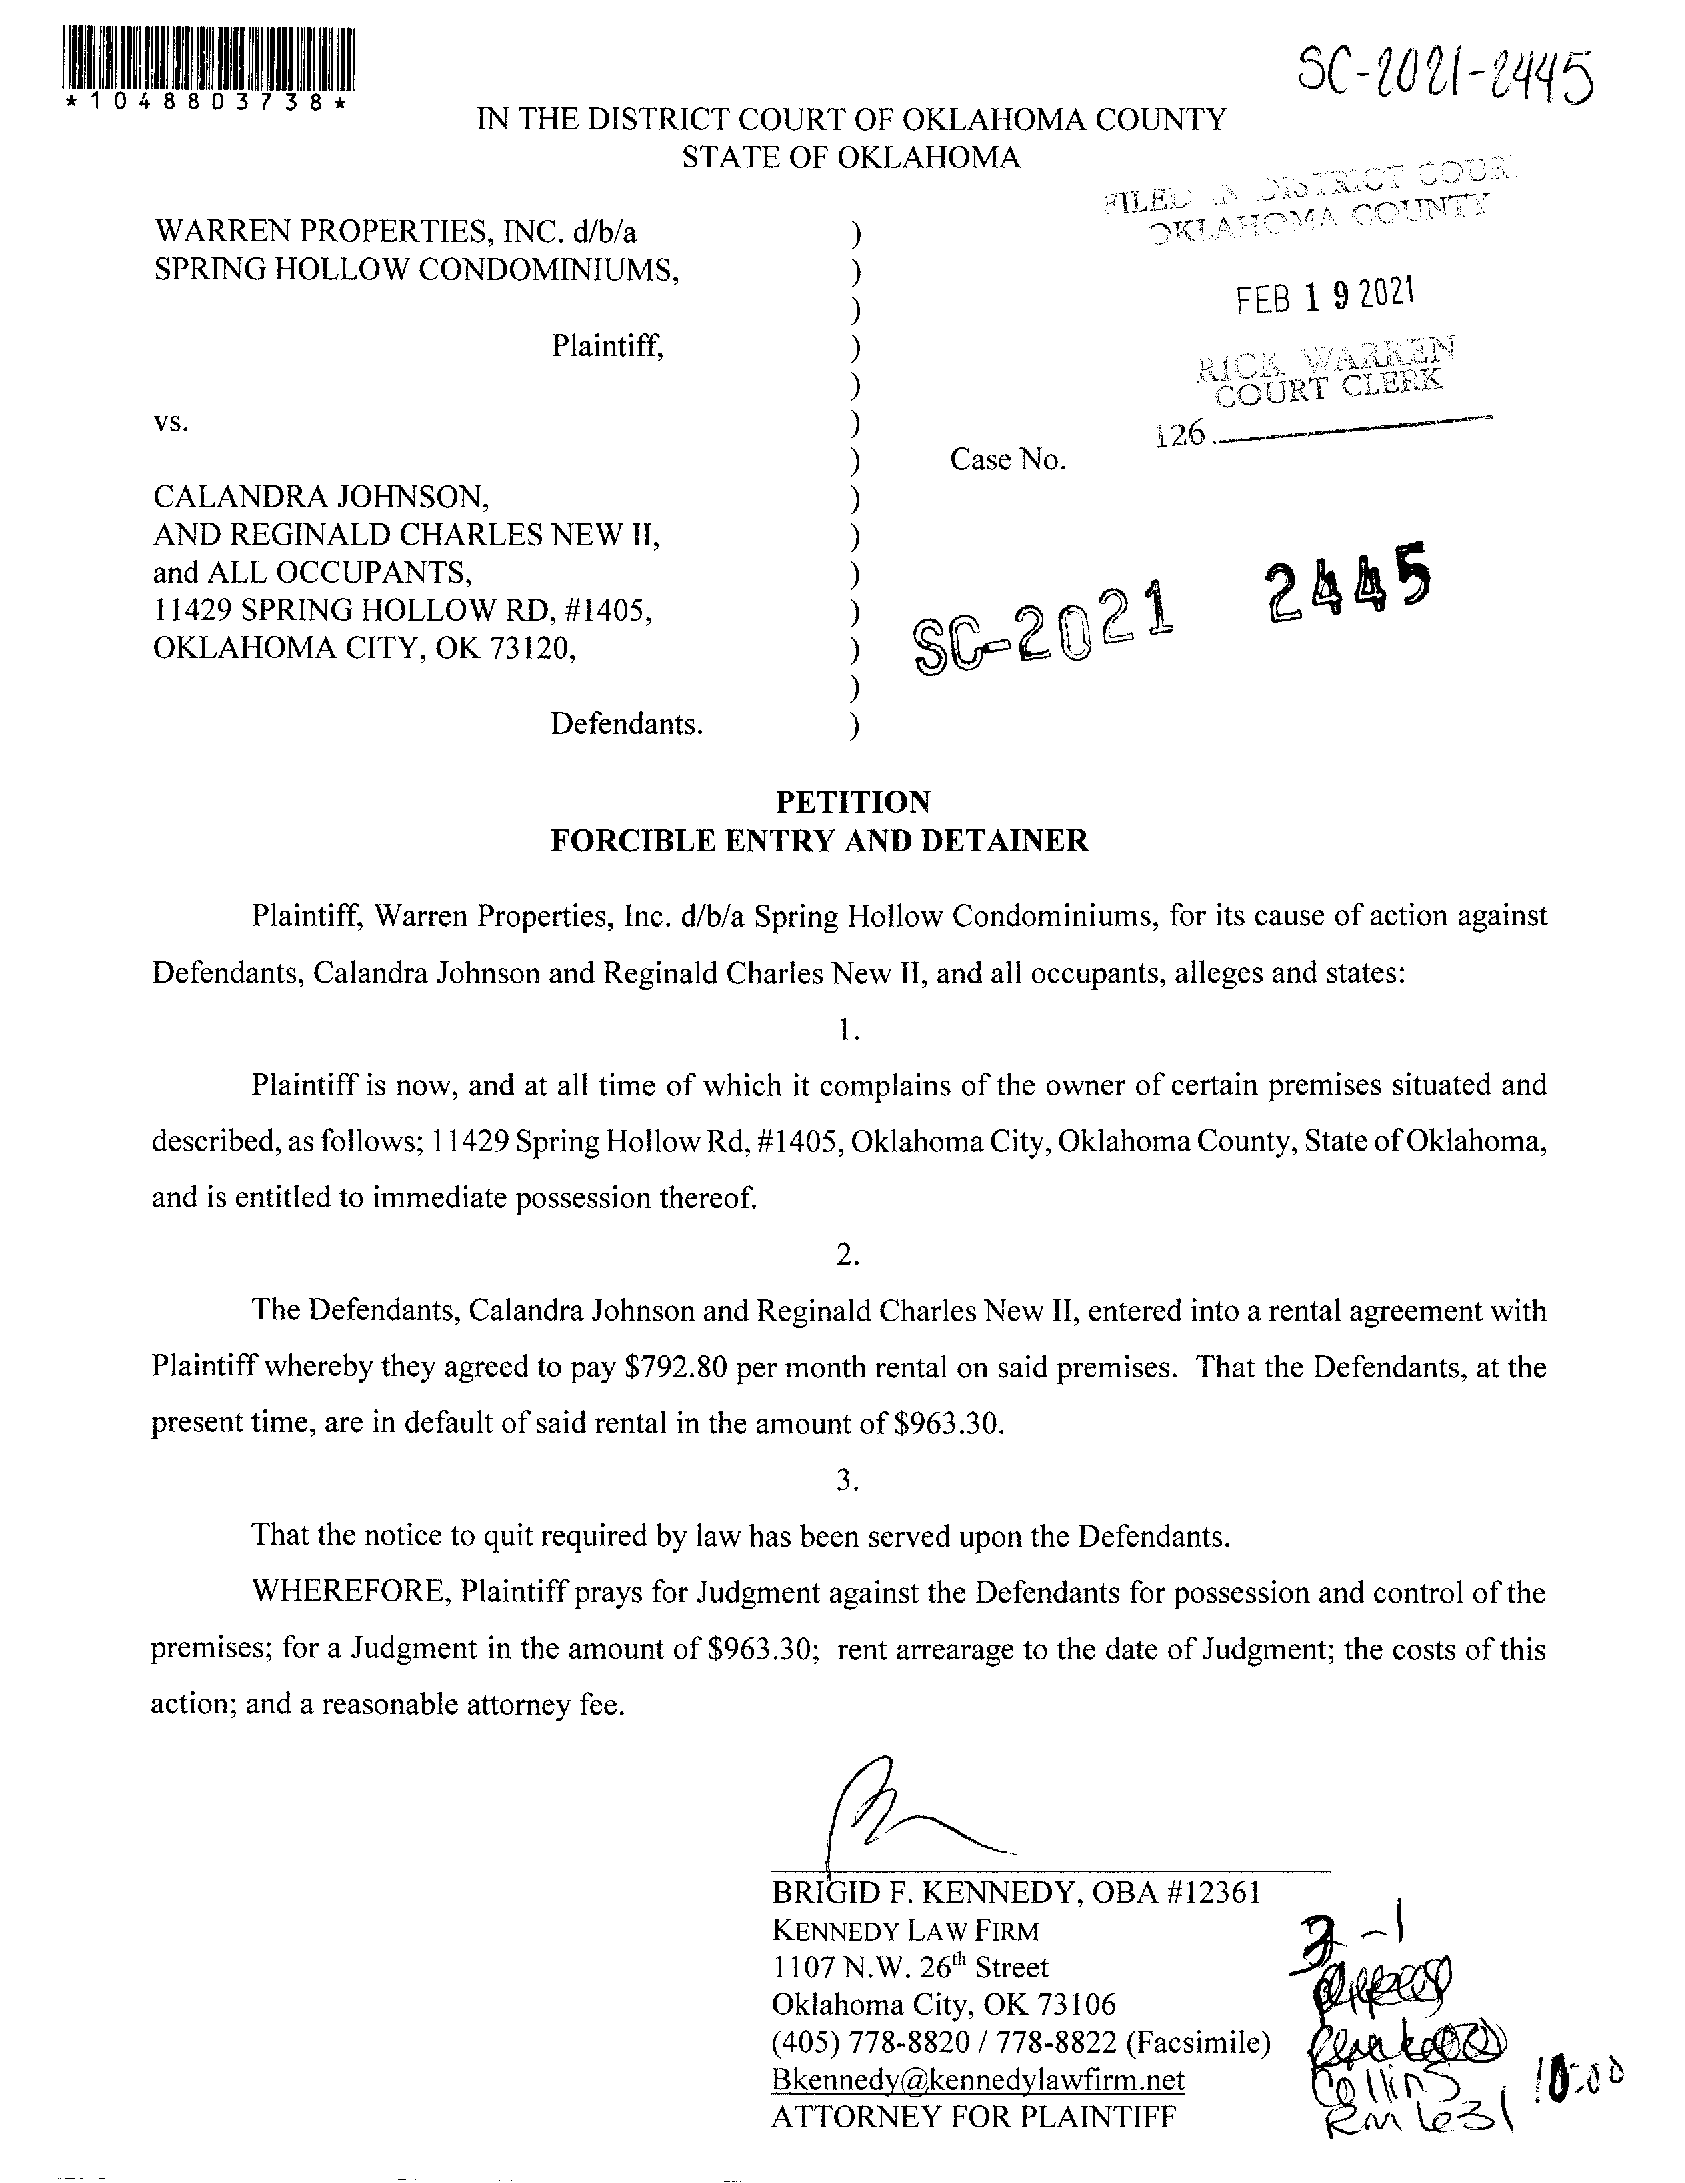 *1048803738*
SC-2021-2445
IN THE DISTRICT COURT OF OKLAHOMA COUNTY
STATE OF OKLAHOMA
FILED IN DISTRICT COURT
OKLAHOMA COUNTY
FEB 19 2021
RICK WARREN
COURT CLERK
126
WARREN PROPERTIES, INC. d/b/a )
SPRING HOLLOW CONDOMINIUMS, )
)
Plaintiff, )
)
vs. )
) Case No.
CALANDRA JOHNSON, )
AND REGINALD CHARLES NEW II, )
and ALL OCCUPANTS, )
11429 SPRING HOLLOW RD, #1405, )
OKLAHOMA CITY, OK 73120, )
)
Defendants. )
SC-2021 2445
PETITION
FORCIBLE ENTRY AND DETAINER
Plaintiff, Warren Properties, Inc. d/b/a Spring Hollow Condominiums, for its cause of action against
Defendants, Calandra Johnson and Reginald Charles New II, and all occupants, alleges and states:
1.
Plaintiff is now, and at all time of which it complains of the owner of certain premises situated and
described, as follows; 11429 Spring Hollow Rd, #1405, Oklahoma City, Oklahoma County, State of Oklahoma,
and is entitled to immediate possession thereof.
2.
The Defendants, Calandra Johnson and Reginald Charles New II, entered into a rental agreement with
Plaintiff whereby they agreed to pay $792.80 per month rental on said premises. That the Defendants, at the
present time, are in default of said rental in the amount of $963.30.
3.
That the notice to quit required by law has been served upon the Defendants.
WHEREFORE, Plaintiff prays for Judgment against the Defendants for possession and control of the
premises; for a Judgment in the amount of $963.30; rent arrearage to the date of Judgment; the costs of this
action; and a reasonable attorney fee.
BRIGID F. KENNEDY, OBA #12361
KENNEDY LAW FIRM
1107 N.W. 26th Street
Oklahoma City, OK 73106
(405) 778-8820 / 778-8822 (Facsimile)
Bkennedy@kennedylawfirm.net
ATTORNEY FOR PLAINTIFF
3-1
Collins 10:00
Rm 631